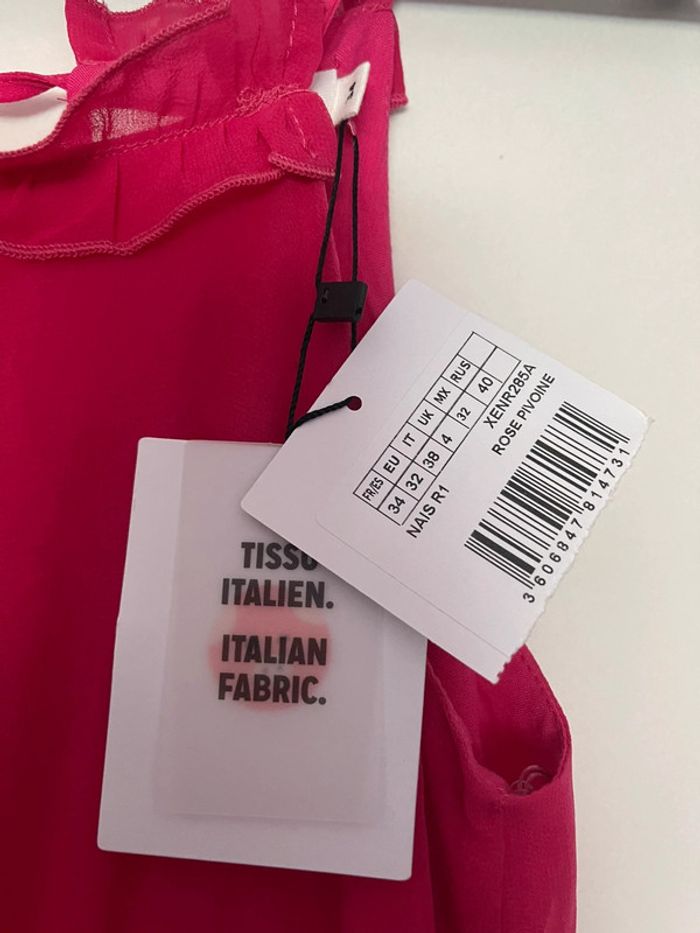 FR/ES EU IT UK MX RUS
34 32 38 4 32 40
NAIS R1
XENR285A
ROSE PIVOINE
3 606847 814731
TISSU
ITALIEN.
ITALIAN
FABRIC.